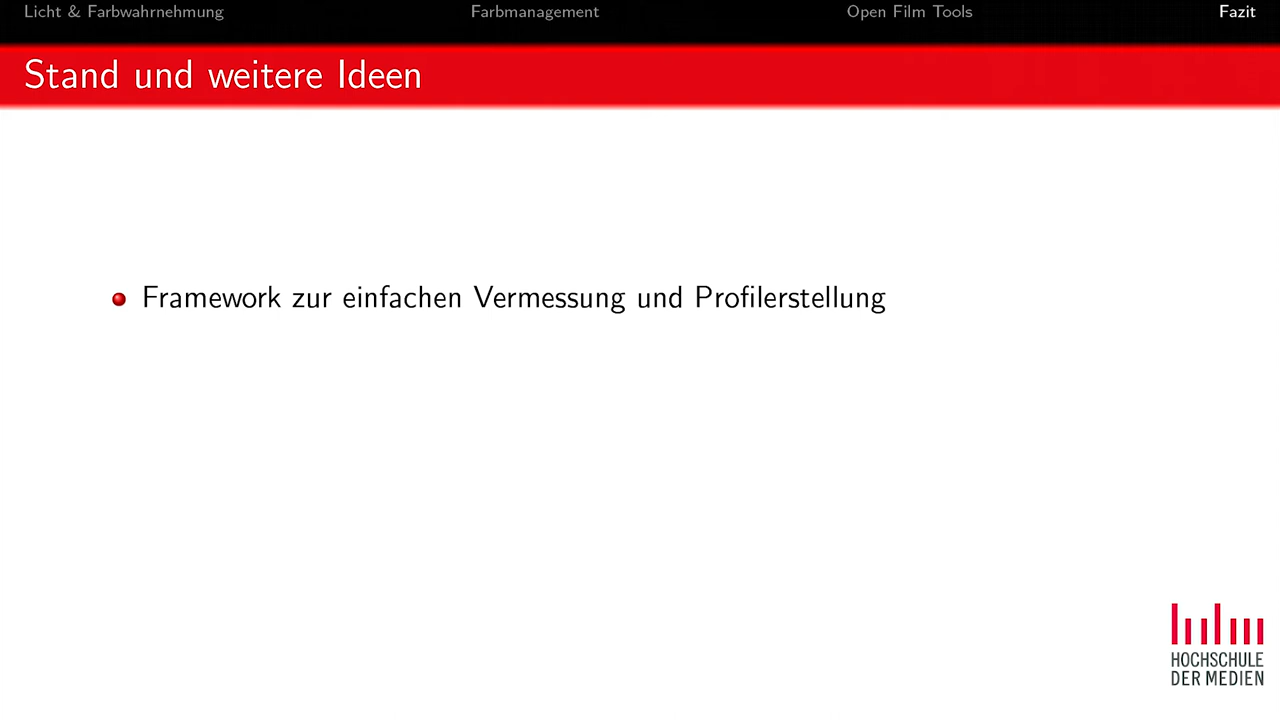 Licht & Farbwahrnehmung Farbmanagement Open Film Tools Fazit
Stand und weitere Ideen
Framework zur einfachen Vermessung und Profilerstellung
HOCHSCHULE
DER MEDIEN